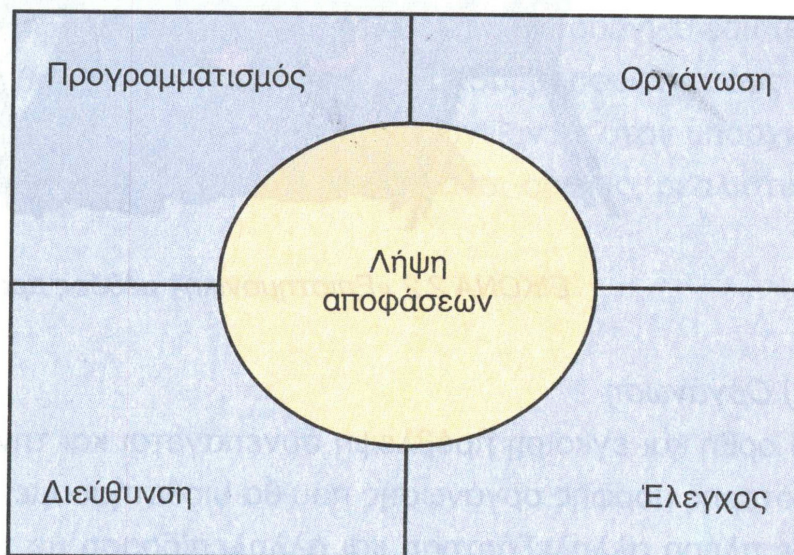 Προγραμματισμός
Οργάνωση
Λήψη
αποφάσεων
Διεύθυνση
Έλεγχος